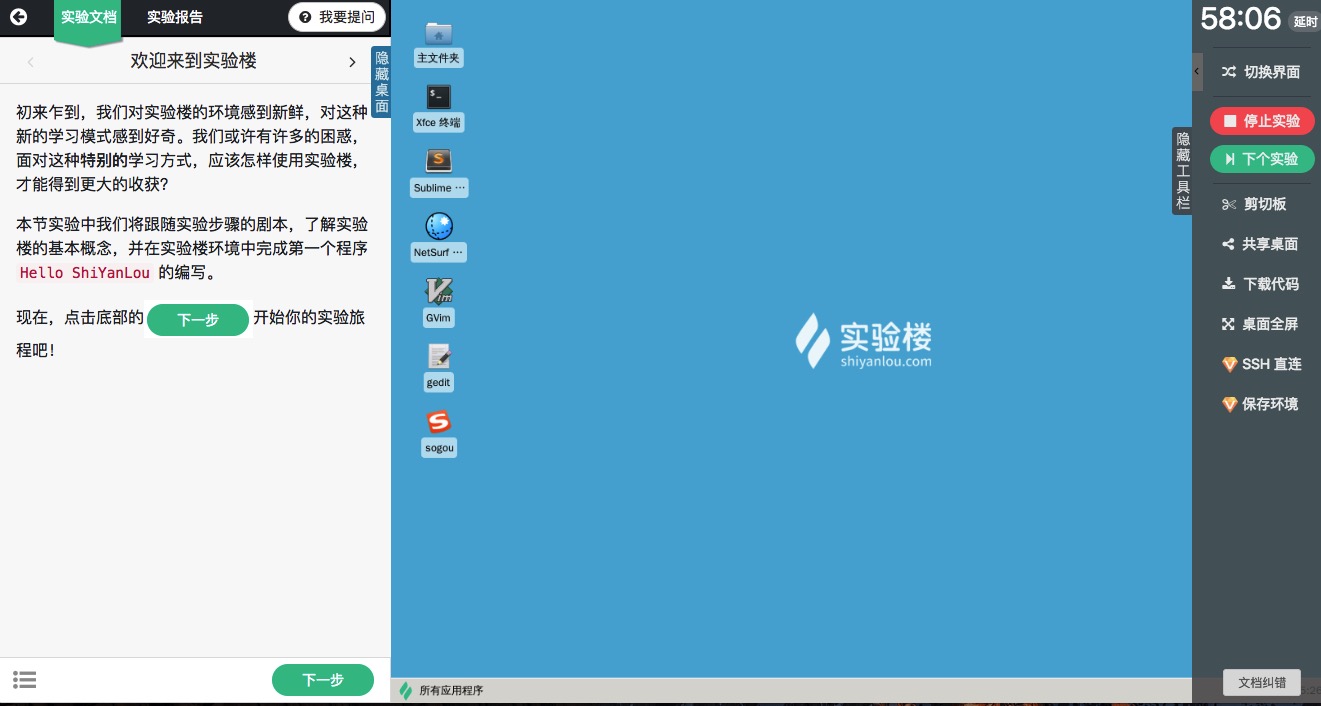 实验文档
实验报告
我要提问
欢迎来到实验楼
隐藏桌面
初来乍到，我们对实验楼的环境感到新鲜，对这种
新的学习模式感到好奇。我们或许有许多的困惑，
面对这种特别的学习方式，应该怎样使用实验楼，
才能得到更大的收获？
本节实验中我们将跟随实验步骤的剧本，了解实验
楼的基本概念，并在实验楼环境中完成第一个程序
Hello ShiYanLou 的编写。
现在，点击底部的 下一步 开始你的实验旅
程吧！
下一步
主文件夹
Xfce 终端
Sublime ···
NetSurf ···
GVim
gedit
sogou
实验楼
shiyanlou.com
所有应用程序
58:06 延时
切换界面
停止实验
下个实验
隐藏工具栏
剪切板
共享桌面
下载代码
桌面全屏
SSH 直连
保存环境
文档纠错